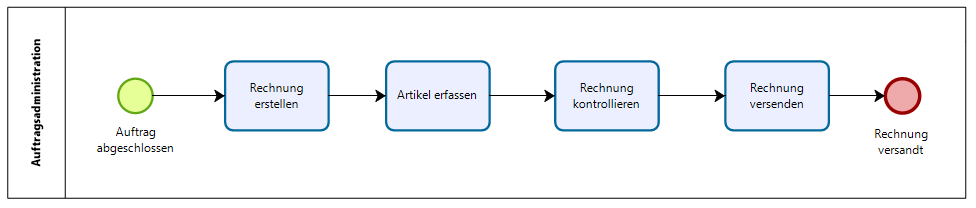 Auftragsadministration
Auftrag
abgeschlossen
Rechnung
erstellen
Artikel erfassen
Rechnung
kontrollieren
Rechnung
versenden
Rechnung
versandt